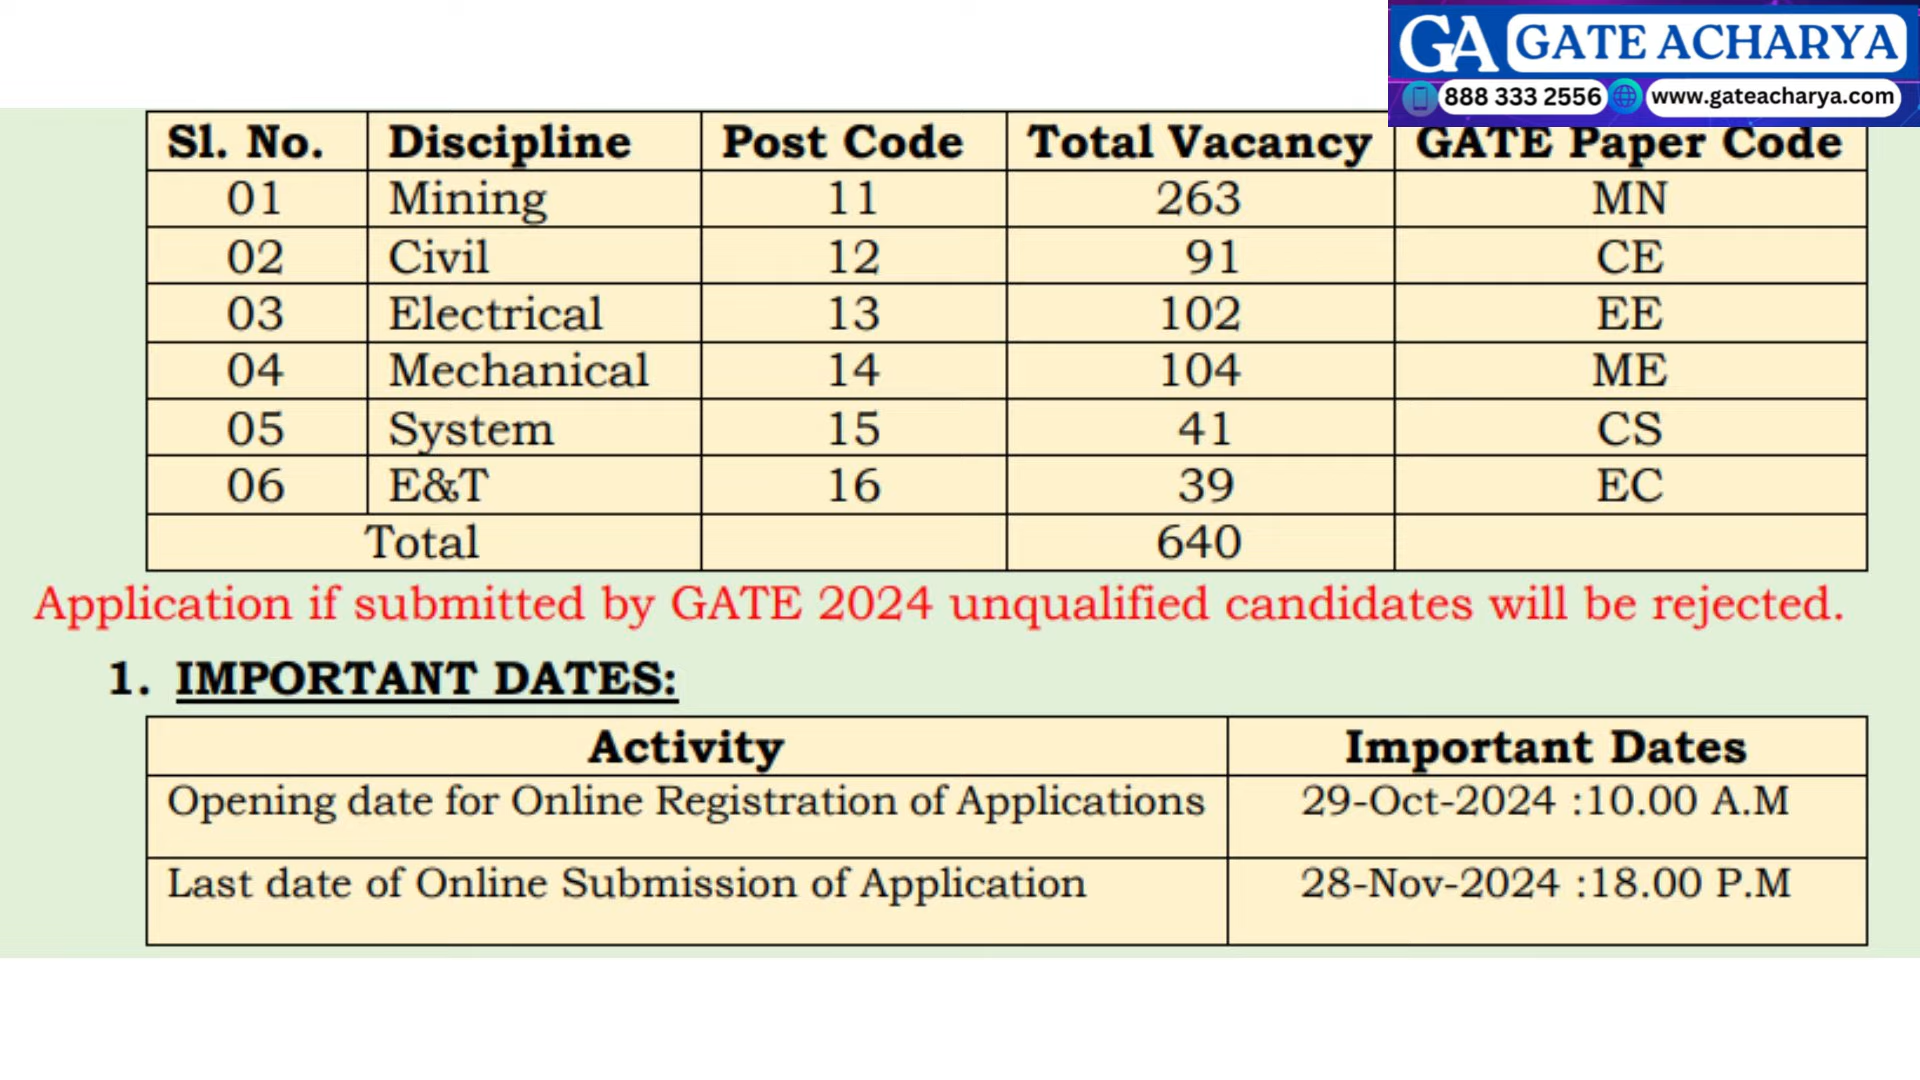 GA GATE ACHARYA
888 333 2556 www.gateacharya.com
Sl. No. Discipline Post Code Total Vacancy GATE Paper Code
01 Mining 11 263 MN
02 Civil 12 91 CE
03 Electrical 13 102 EE
04 Mechanical 14 104 ME
05 System 15 41 CS
06 E&T 16 39 EC
Total 640
Application if submitted by GATE 2024 unqualified candidates will be rejected.
1. IMPORTANT DATES:
Activity Important Dates
Opening date for Online Registration of Applications 29-Oct-2024 :10.00 A.M
Last date of Online Submission of Application 28-Nov-2024 :18.00 P.M